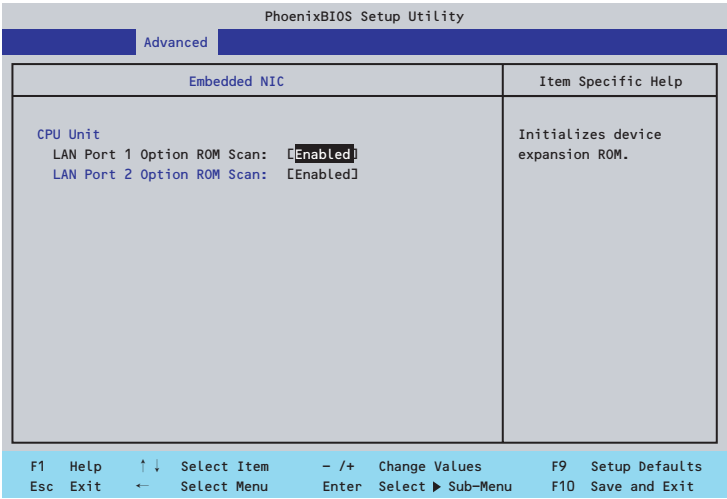 PhoenixBIOS Setup Utility
Advanced
Embedded NIC
Item Specific Help
CPU Unit
LAN Port 1 Option ROM Scan: [Enabled]
LAN Port 2 Option ROM Scan: [Enabled]
Initializes device
expansion ROM.
F1 Help ↑↓ Select Item - /+ Change Values F9 Setup Defaults
Esc Exit ← Select Menu Enter Select ▶ Sub-Menu F10 Save and Exit